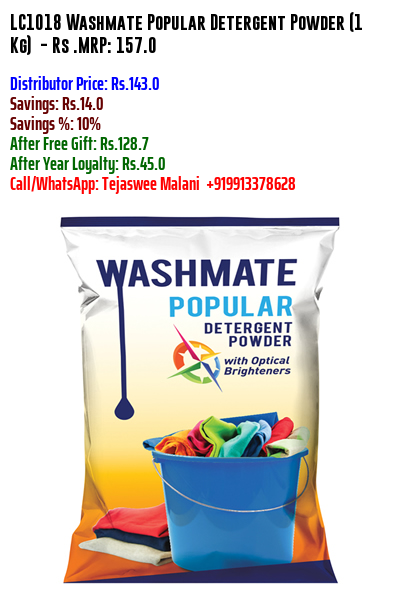 LC1018 Washmate Popular Detergent Powder (1
Kg) - Rs .MRP: 157.0
Distributor Price: Rs.143.0
Savings: Rs.14.0
Savings %: 10%
After Free Gift: Rs.128.7
After Year Loyalty: Rs.45.0
Call/WhatsApp: Tejaswee Malani +919913378628
WASHMATE
POPULAR
DETERGENT
POWDER
with Optical
Brighteners